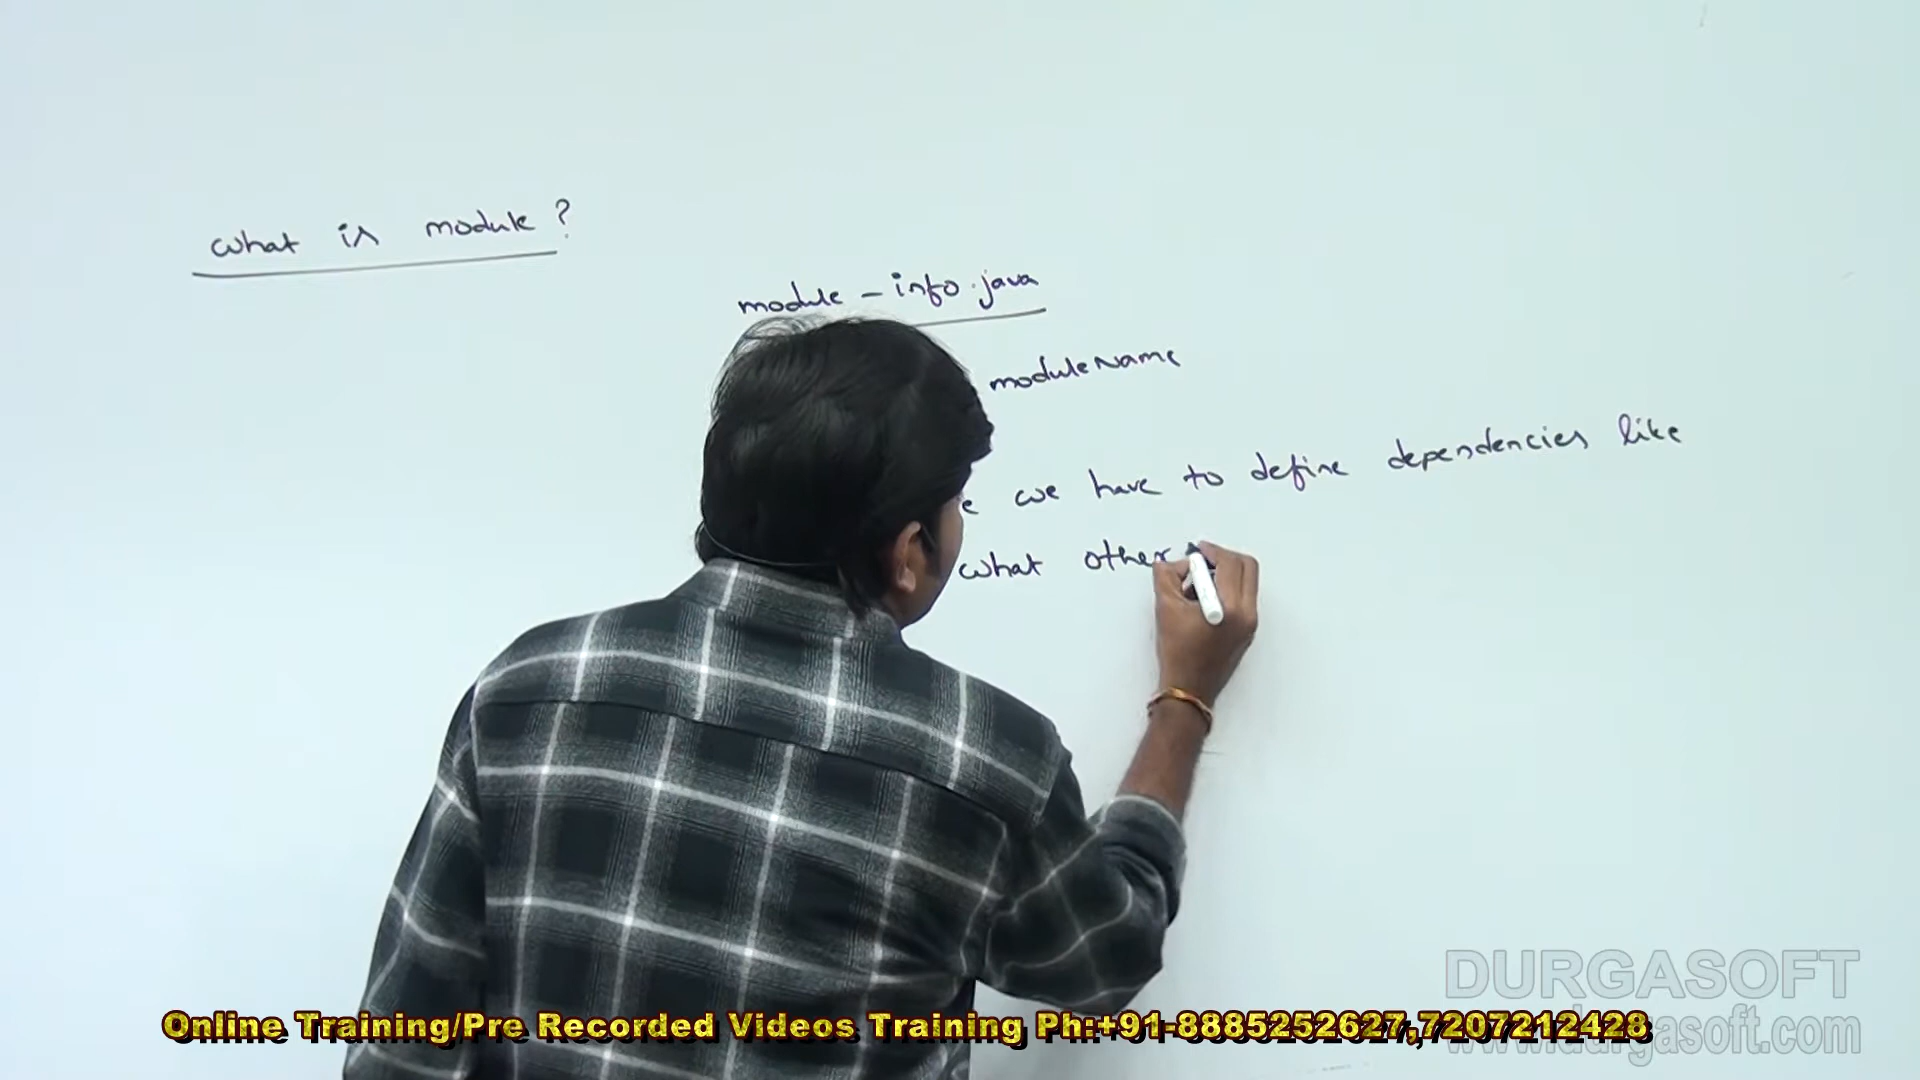 what is module ?
module - info.java
moduleName
we have to define dependencies like
what other
DURGASOFT
Online Training/Pre Recorded Videos Training Ph:+91-8885252627,7207212428
www.durgasoft.com